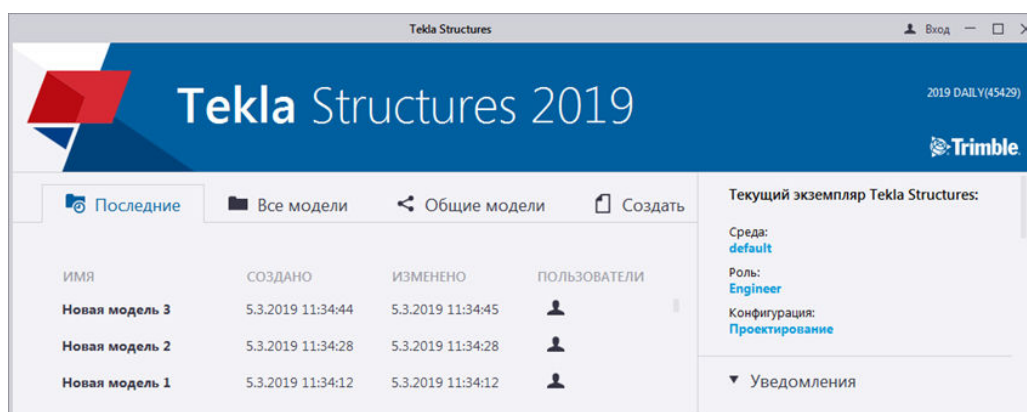 Tekla Structures
Вход
Tekla Structures 2019
2019 DAILY(45429)
Trimble.
Последние
Все модели
Общие модели
Создать
ИМЯ СОЗДАНО ИЗМЕНЕНО ПОЛЬЗОВАТЕЛИ
Новая модель 3 5.3.2019 11:34:44 5.3.2019 11:34:45
Новая модель 2 5.3.2019 11:34:28 5.3.2019 11:34:28
Новая модель 1 5.3.2019 11:34:12 5.3.2019 11:34:12
Текущий экземпляр Tekla Structures:
Среда:
default
Роль:
Engineer
Конфигурация:
Проектирование
Уведомления